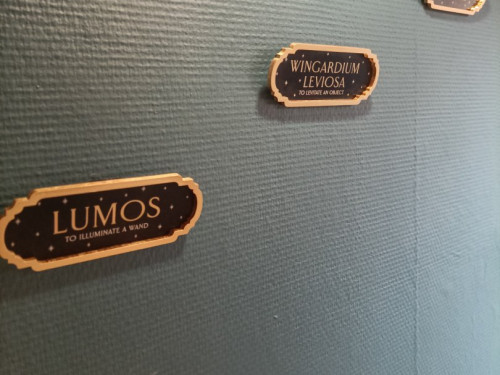 WINGARDIUM
LEVIOSA
TO LEVITATE AN OBJECT
LUMOS
TO ILLUMINATE A WAND